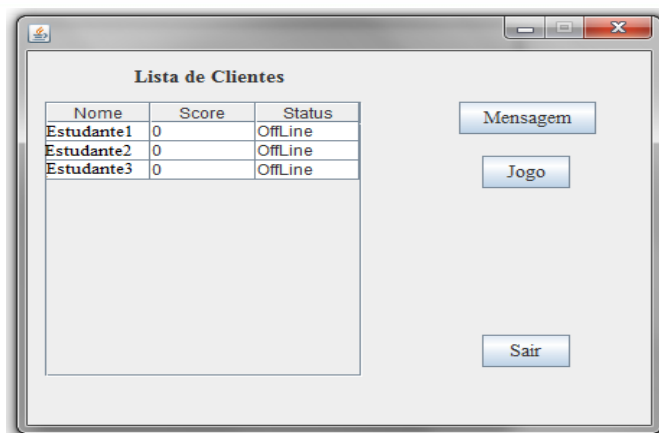 Lista de Clientes
Nome Score Status
Estudante1 0 OffLine
Estudante2 0 OffLine
Estudante3 0 OffLine
Mensagem
Jogo
Sair